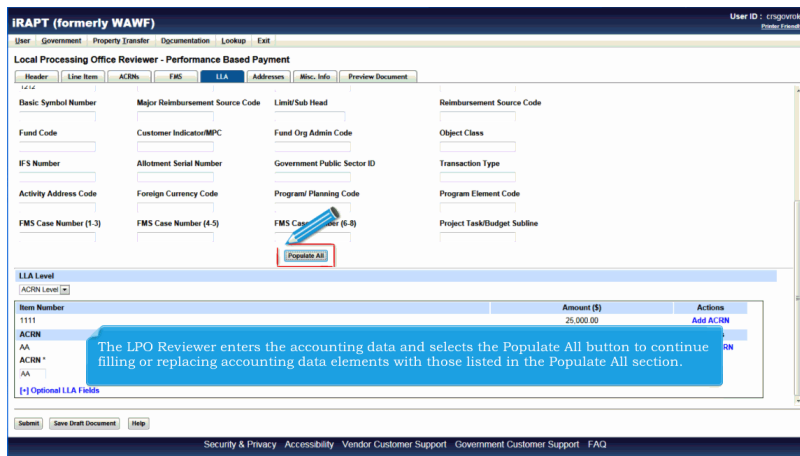 iRAPT (formerly WAWF)
User ID : crsgovrole
Printer Friendly
User Government Property Transfer Documentation Lookup Exit
Local Processing Office Reviewer - Performance Based Payment
Header Line Item ACRNs FMS LLA Addresses Misc. Info Preview Document
1212
Basic Symbol Number Major Reimbursement Source Code Limit/Sub Head Reimbursement Source Code
Fund Code Customer Indicator/MPC Fund Org Admin Code Object Class
IFS Number Allotment Serial Number Government Public Sector ID Transaction Type
Activity Address Code Foreign Currency Code Program/ Planning Code Program Element Code
FMS Case Number (1-3) FMS Case Number (4-5) FMS Case Number (6-8) Project Task/Budget Subline
Populate All
LLA Level
ACRN Level
Item Number Amount ($) Actions
1111 25,000.00 Add ACRN
ACRN
AA
ACRN *
AA
The LPO Reviewer enters the accounting data and selects the Populate All button to continue
filling or replacing accounting data elements with those listed in the Populate All section.
[+] Optional LLA Fields
Submit Save Draft Document Help
Security & Privacy Accessibility Vendor Customer Support Government Customer Support FAQ